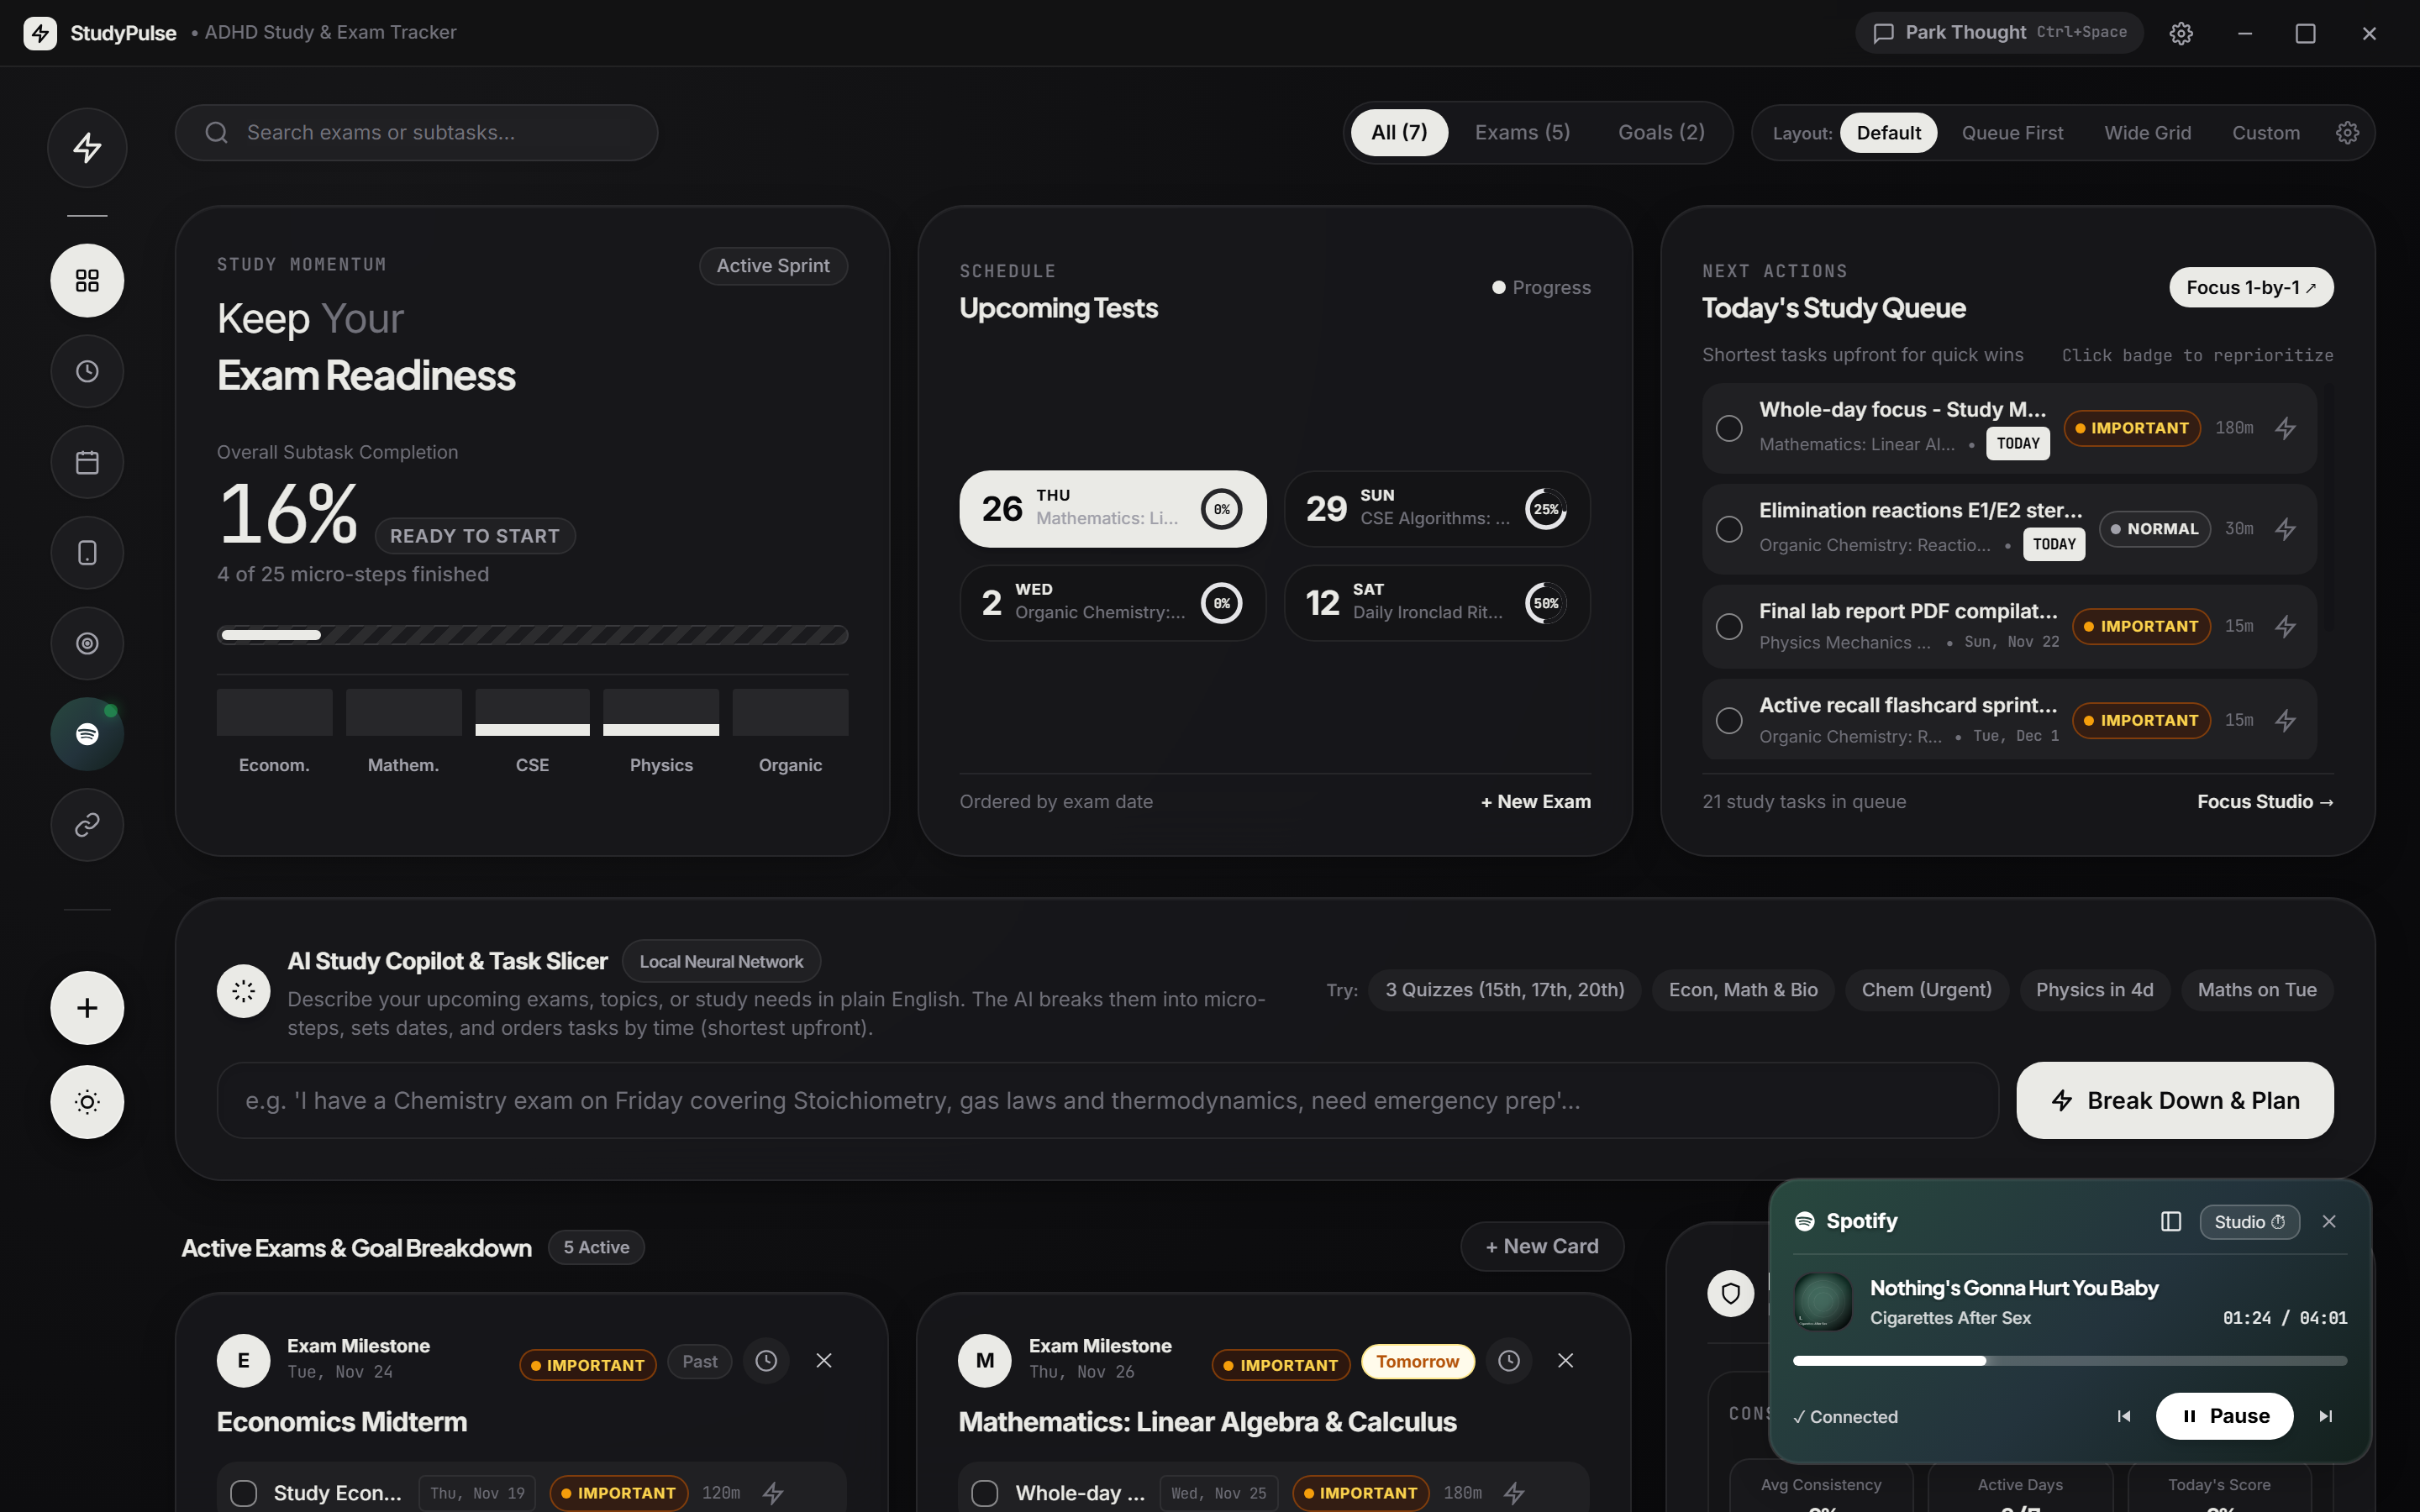 StudyPulse • ADHD Study & Exam Tracker
Park Thought Ctrl+Space
Search exams or subtasks...
All (7) Exams (5) Goals (2)
Layout: Default Queue First Wide Grid Custom
STUDY MOMENTUM
Active Sprint
Keep Your
Exam Readiness
Overall Subtask Completion
16% READY TO START
4 of 25 micro-steps finished
Econom. Mathem. CSE Physics Organic
SCHEDULE
Upcoming Tests
Progress
26 THU
Mathematics: Li...
0%
29 SUN
CSE Algorithms: ...
25%
2 WED
Organic Chemistry:...
0%
12 SAT
Daily Ironclad Rit...
50%
Ordered by exam date
+ New Exam
NEXT ACTIONS
Today's Study Queue
Focus 1-by-1 ↗
Shortest tasks upfront for quick wins
Click badge to reprioritize
Whole-day focus - Study M...
Mathematics: Linear Al... • TODAY
IMPORTANT 180m
Elimination reactions E1/E2 ster...
Organic Chemistry: Reactio... • TODAY
NORMAL 30m
Final lab report PDF compilat...
Physics Mechanics ... • Sun, Nov 22
IMPORTANT 15m
Active recall flashcard sprint...
Organic Chemistry: R... • Tue, Dec 1
IMPORTANT 15m
21 study tasks in queue
Focus Studio →
AI Study Copilot & Task Slicer Local Neural Network
Describe your upcoming exams, topics, or study needs in plain English. The AI breaks them into micro-
steps, sets dates, and orders tasks by time (shortest upfront).
Try: 3 Quizzes (15th, 17th, 20th) Econ, Math & Bio Chem (Urgent) Physics in 4d Maths on Tue
e.g. 'I have a Chemistry exam on Friday covering Stoichiometry, gas laws and thermodynamics, need emergency prep'...
Break Down & Plan
Active Exams & Goal Breakdown 5 Active
+ New Card
E Exam Milestone
Tue, Nov 24
IMPORTANT Past
Economics Midterm
Study Econ... Thu, Nov 19 IMPORTANT 120m
M Exam Milestone
Thu, Nov 26
IMPORTANT Tomorrow
Mathematics: Linear Algebra & Calculus
Whole-day ... Wed, Nov 25 IMPORTANT 180m
Spotify
Studio ⏱
Nothing's Gonna Hurt You Baby
Cigarettes After Sex
01:24 / 04:01
✓ Connected
Pause
Avg Consistency
Active Days
Today's Score